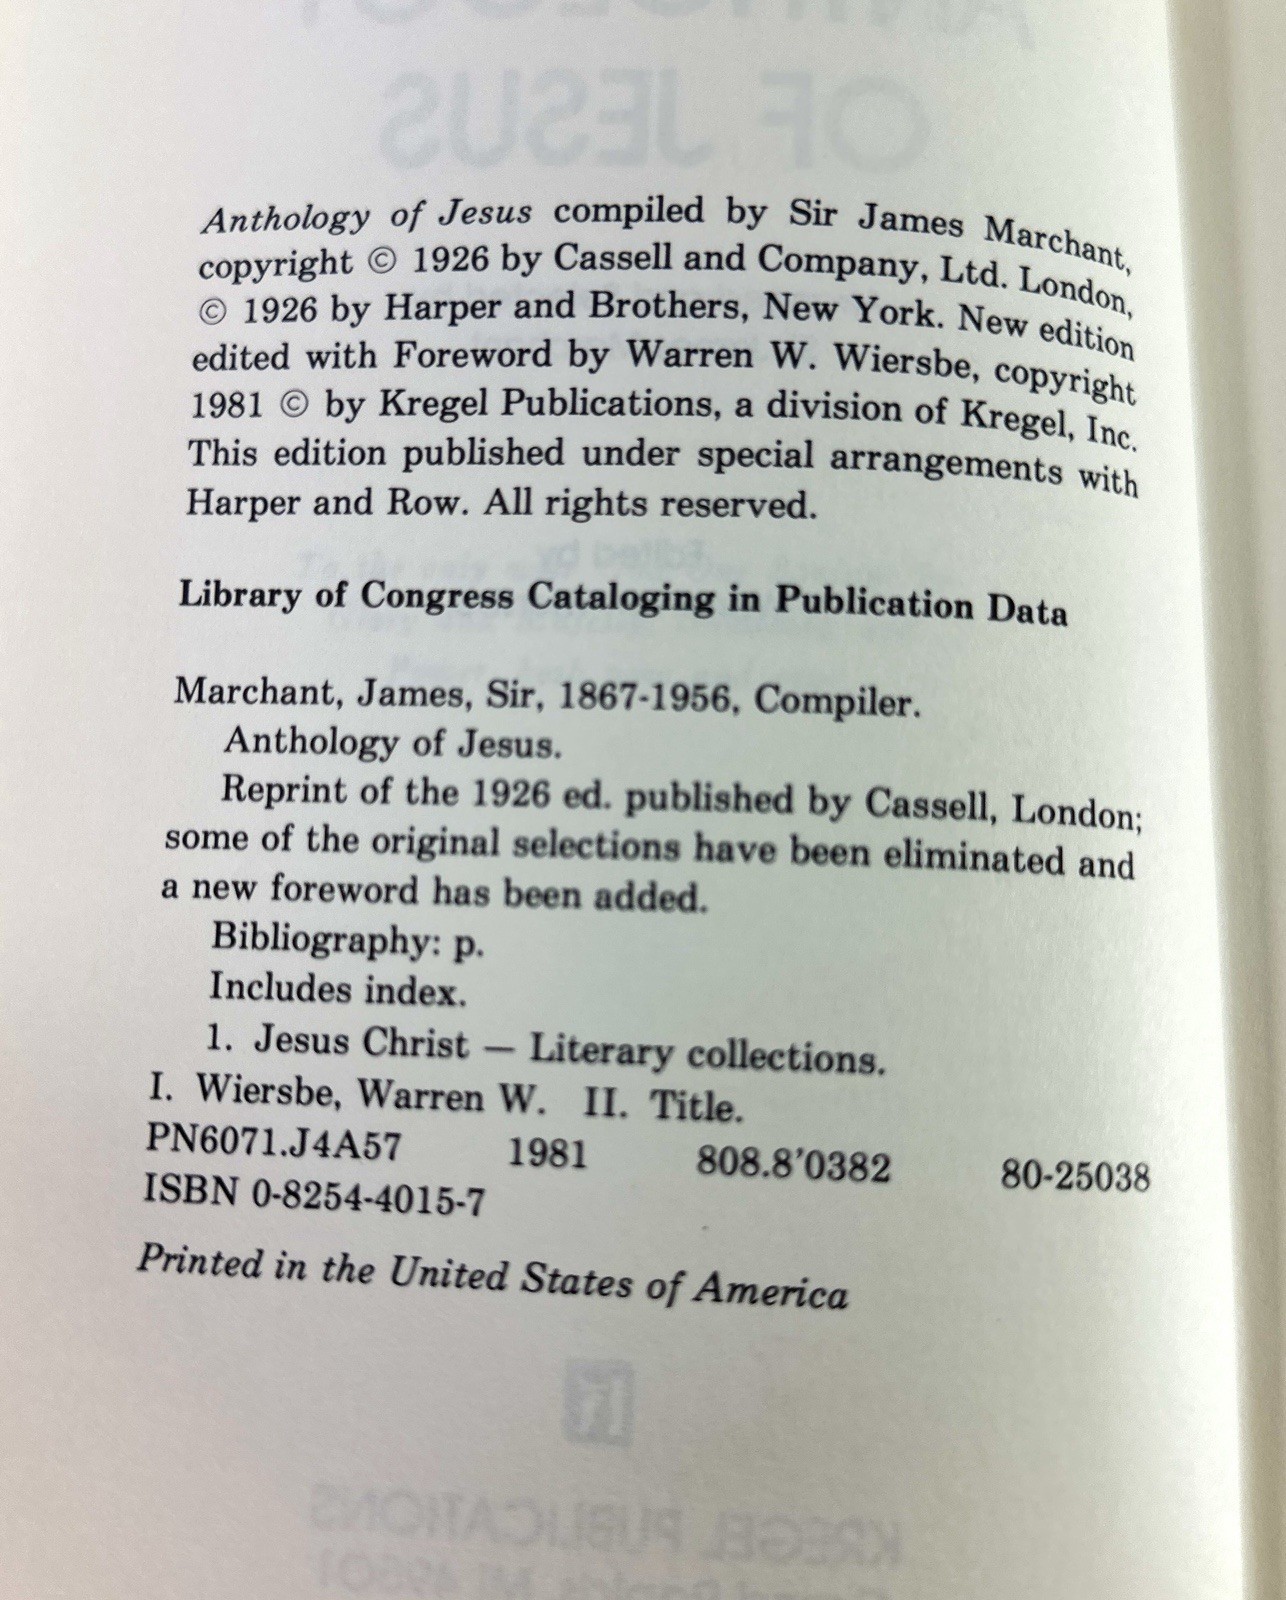 OF JESUS
Anthology of Jesus compiled by Sir James Marchant,
copyright © 1926 by Cassell and Company, Ltd. London,
© 1926 by Harper and Brothers, New York. New edition
edited with Foreword by Warren W. Wiersbe, copyright
1981 © by Kregel Publications, a division of Kregel, Inc.
This edition published under special arrangements with
Harper and Row. All rights reserved.
Edited by
Library of Congress Cataloging in Publication Data
Marchant, James, Sir, 1867-1956, Compiler.
Anthology of Jesus.
Reprint of the 1926 ed. published by Cassell, London;
some of the original selections have been eliminated and
a new foreword has been added.
Bibliography: p.
Includes index.
1. Jesus Christ — Literary collections.
I. Wiersbe, Warren W. II. Title.
PN6071.J4A57 1981 808.8'0382 80-25038
ISBN 0-8254-4015-7
Printed in the United States of America
KREGEL PUBLICATIONS